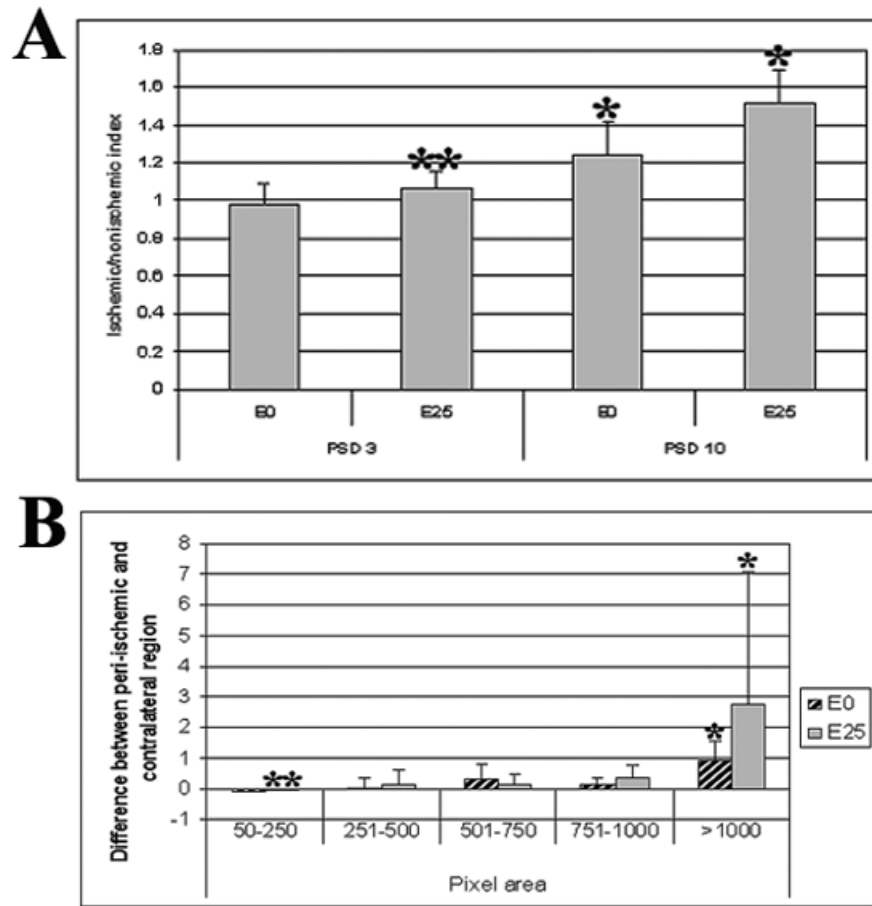 A
Ischemic/nonischemic index
1.8
1.6
1.4
1.2
1
0.8
0.6
0.4
0.2
0
**
*
*
E0 E25 E0 E25
PSD 3 PSD 10
B
Difference between peri-ischemic and
contralateral region
8
7
6
5
4
3
2
1
0
-1
**
*
*
50-250 251-500 501-750 751-1000 >1000
Pixel area
E0
E25